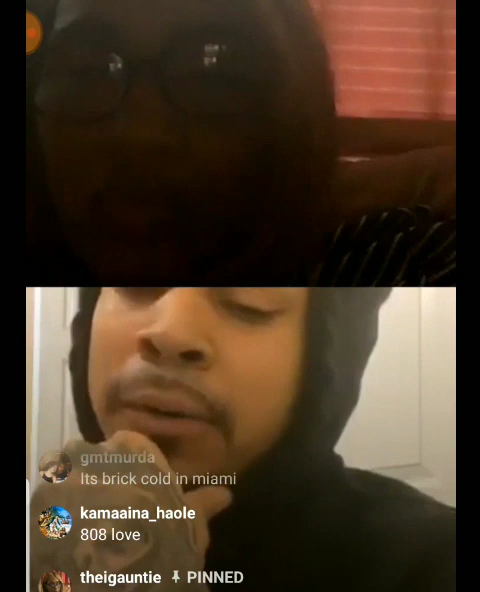 gmtmurda
Its brick cold in miami
kamaaina_haole
808 love
theigauntie PINNED